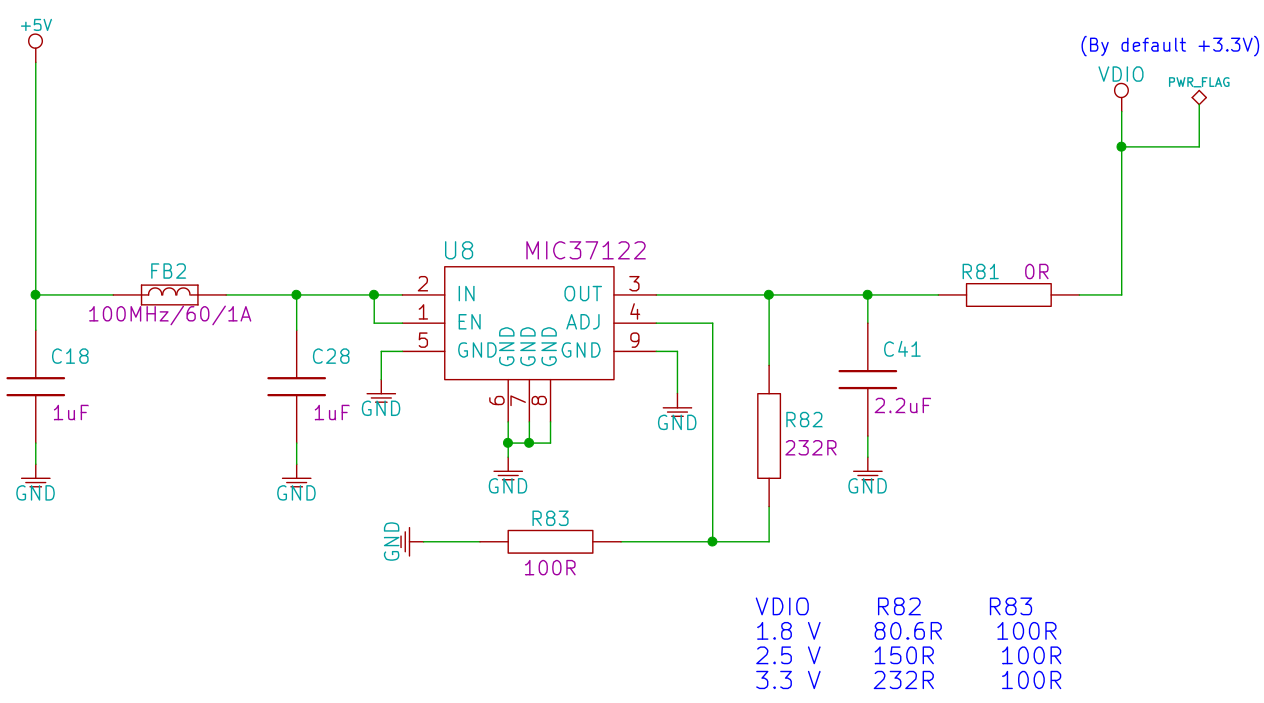 +5V
(By default +3.3V)
VDIO
PWR_FLAG
U8 MIC37122
FB2
100MHz/60/1A
R81 0R
2 IN OUT 3
1 EN ADJ 4
5 GND GND GND GND GND 9
6 7 8
C18
1uF
GND
C28
1uF
GND
GND
GND
GND
C41
2.2uF
GND
R82
232R
GND
R83
100R
VDIO R82 R83
1.8 V 80.6R 100R
2.5 V 150R 100R
3.3 V 232R 100R